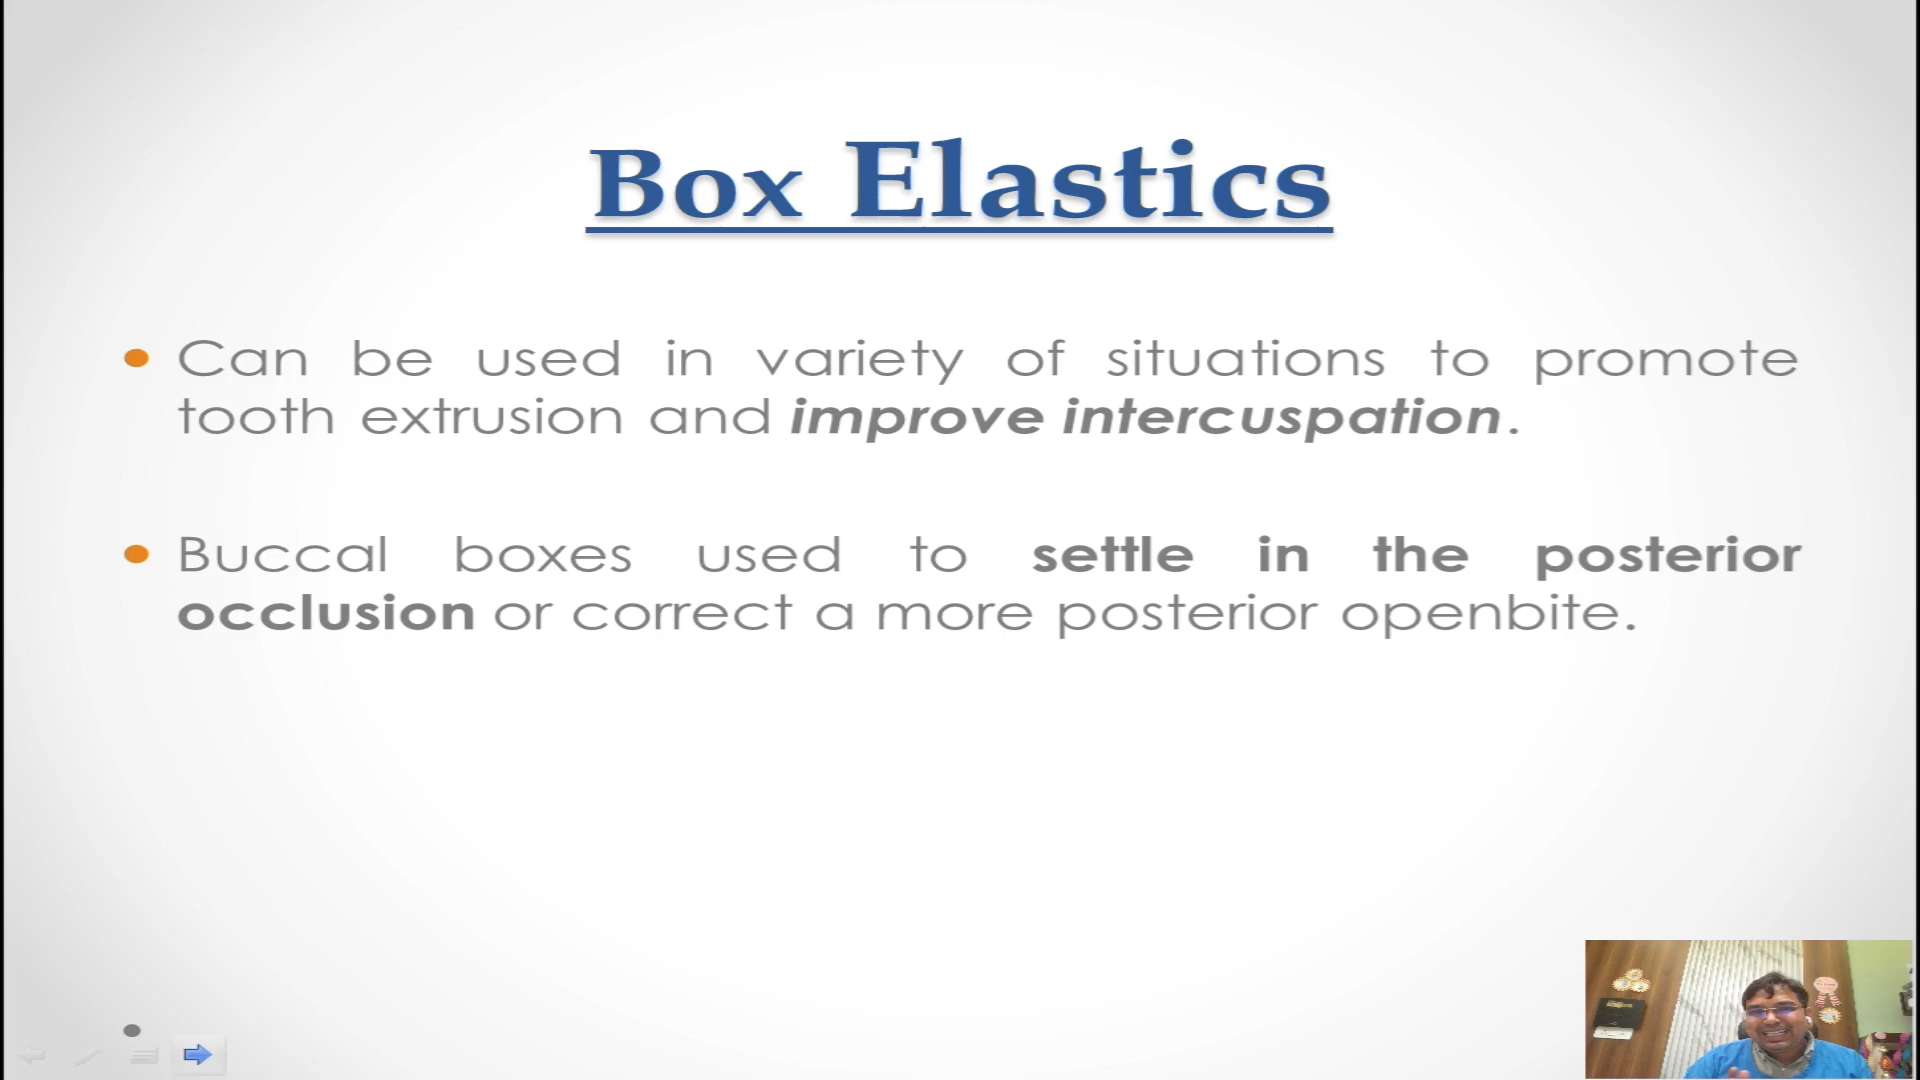 Box Elastics
Can be used in variety of situations to promote
tooth extrusion and improve intercuspation.
Buccal boxes used to settle in the posterior
occlusion or correct a more posterior openbite.